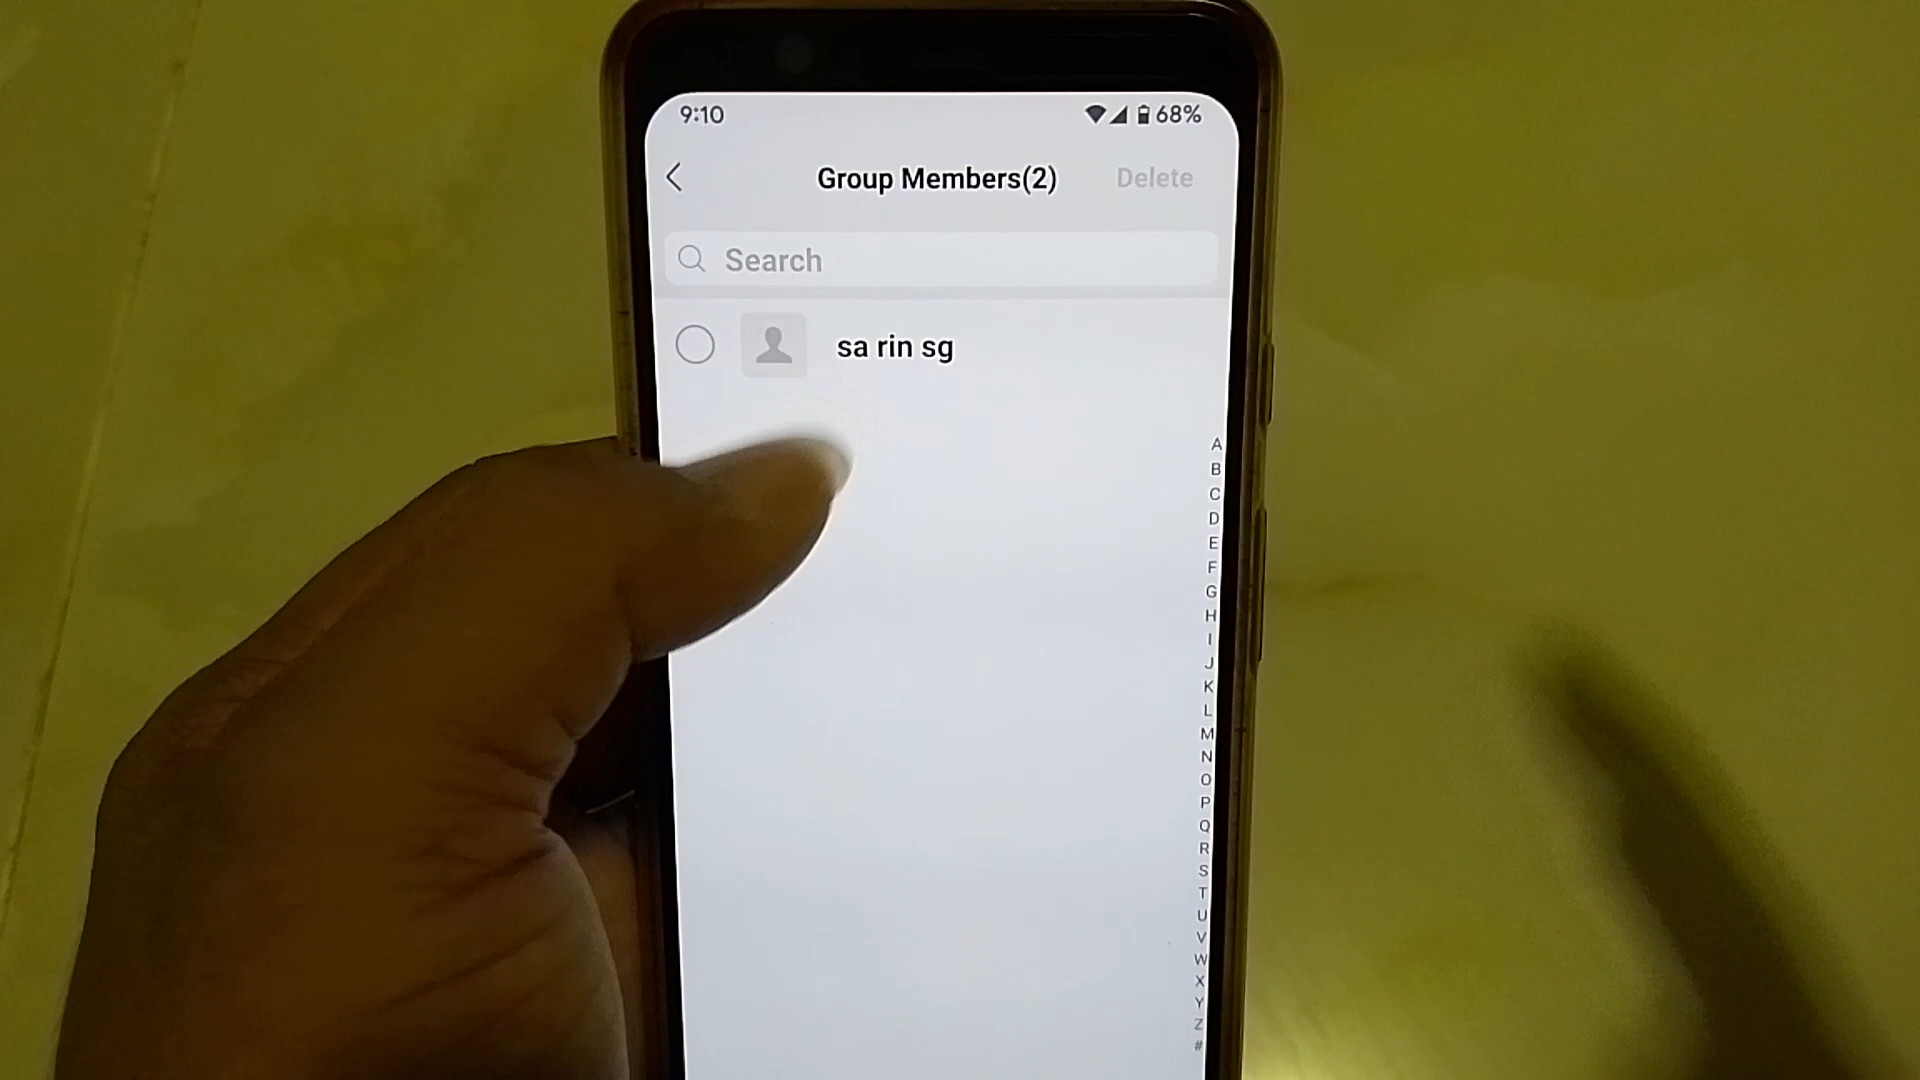 9:10 68%
Group Members(2) Delete
Search
sa rin sg
A
B
C
D
E
F
G
H
I
J
K
L
M
N
O
P
Q
R
S
T
U
V
W
X
Y
Z
#